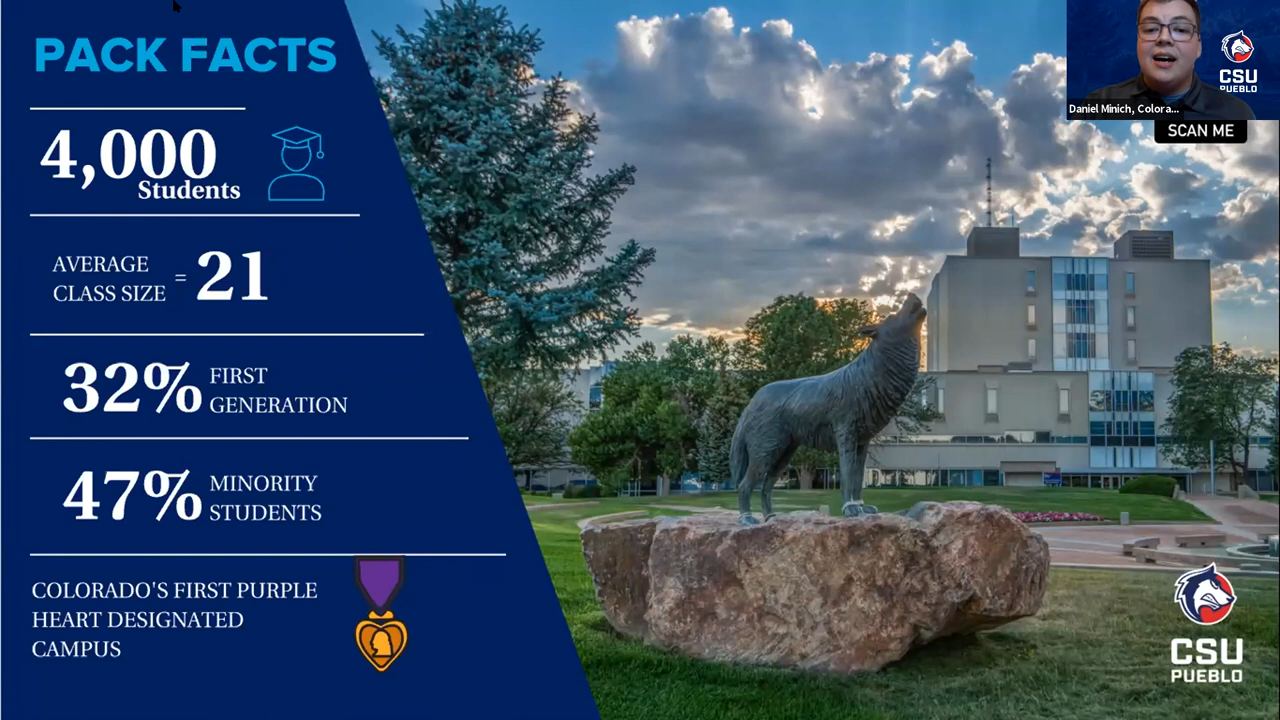 PACK FACTS
4,000
Students
AVERAGE
CLASS SIZE
= 21
32%
FIRST
GENERATION
47%
MINORITY
STUDENTS
COLORADO'S FIRST PURPLE
HEART DESIGNATED
CAMPUS
CSU
PUEBLO
Daniel Minich, Colora...
SCAN ME
CSU
PUEBLO